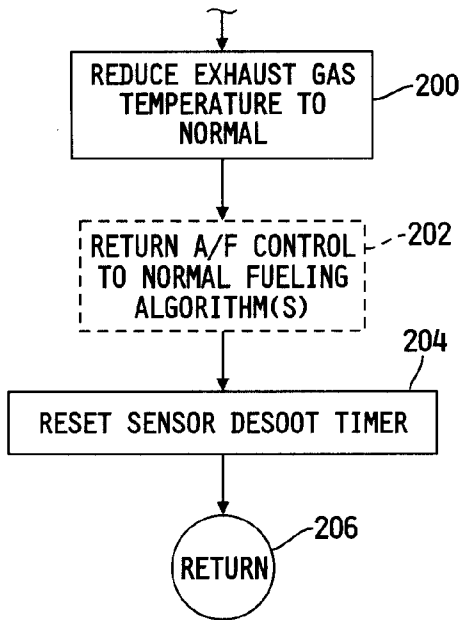 REDUCE EXHAUST GAS
TEMPERATURE TO
NORMAL
200
RETURN A/F CONTROL
TO NORMAL FUELING
ALGORITHM(S)
202
204
RESET SENSOR DESOOT TIMER
206
RETURN